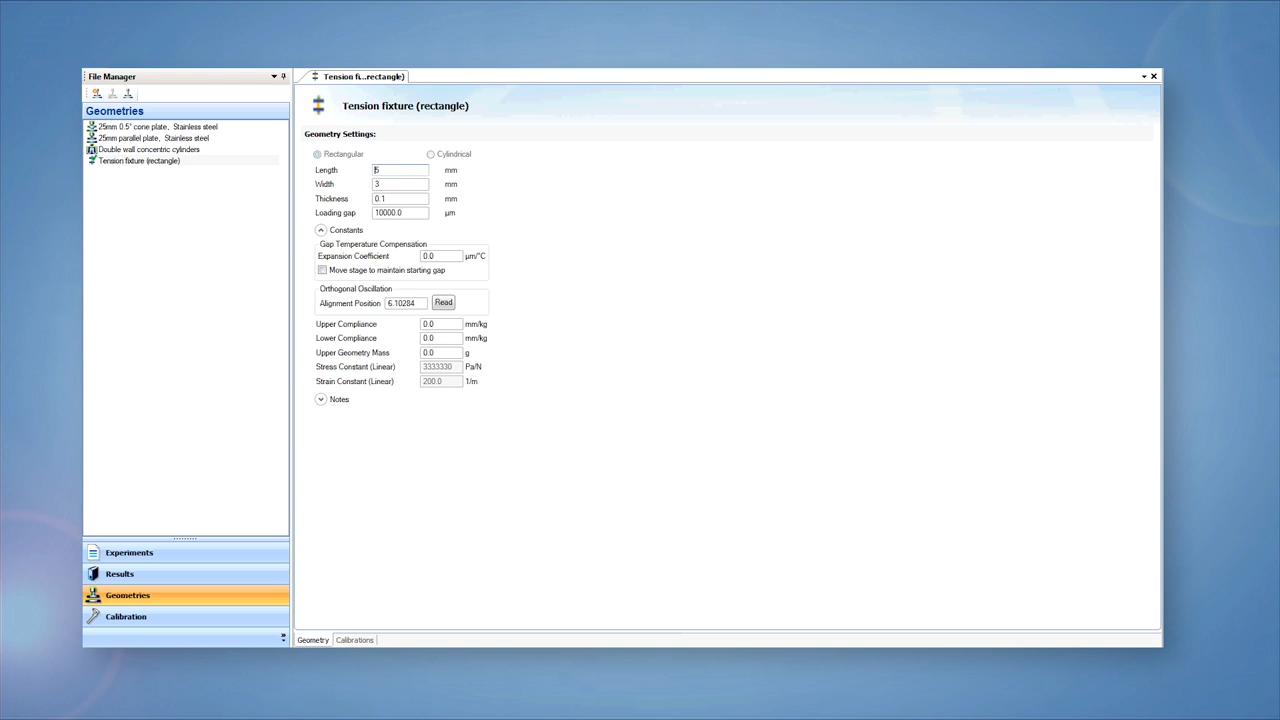 File Manager
Geometries
25mm 0.5° cone plate, Stainless steel
25mm parallel plate, Stainless steel
Double wall concentric cylinders
Tension fixture (rectangle)
Experiments
Results
Geometries
Calibration
Tension fi...rectangle)
Tension fixture (rectangle)
Geometry Settings:
Rectangular Cylindrical
Length 5 mm
Width 3 mm
Thickness 0.1 mm
Loading gap 10000.0 µm
Constants
Gap Temperature Compensation
Expansion Coefficient 0.0 µm/°C
Move stage to maintain starting gap
Orthogonal Oscillation
Alignment Position 6.10284 Read
Upper Compliance 0.0 mm/kg
Lower Compliance 0.0 mm/kg
Upper Geometry Mass 0.0 g
Stress Constant (Linear) 3333330 Pa/N
Strain Constant (Linear) 200.0 1/m
Notes
Geometry Calibrations